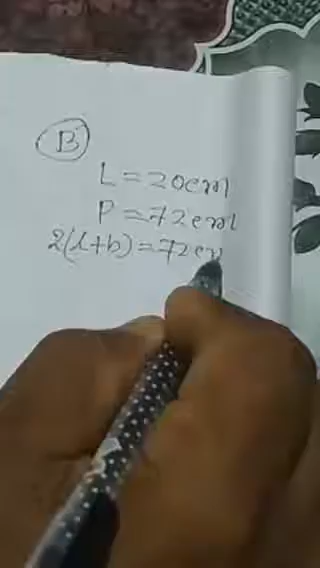 B
L = 20cm
P = 72cm
2(l+b) = 72cm